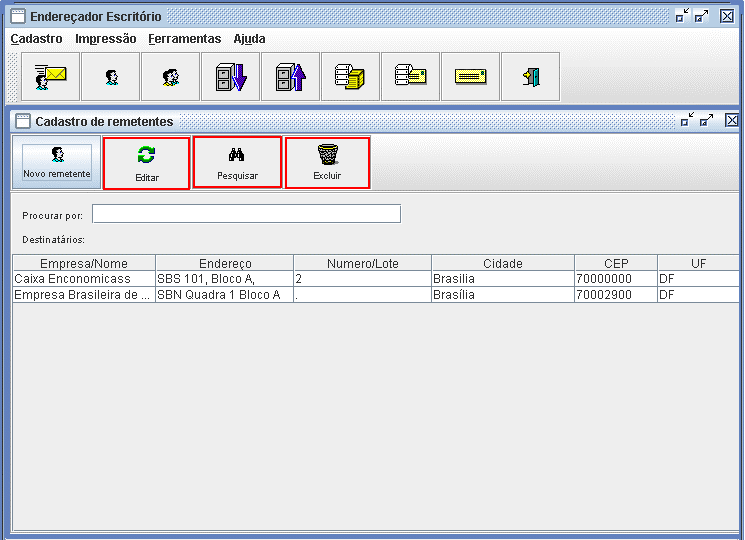 Endereçador Escritório
Cadastro Impressão Ferramentas Ajuda
Cadastro de remetentes
Novo remetente Editar Pesquisar Excluir
Procurar por:
Destinatários:
Empresa/Nome Endereço Numero/Lote Cidade CEP UF
Caixa Enconomicass SBS 101, Bloco A, 2 Brasilia 70000000 DF
Empresa Brasileira de ... SBN Quadra 1 Bloco A . Brasília 70002900 DF